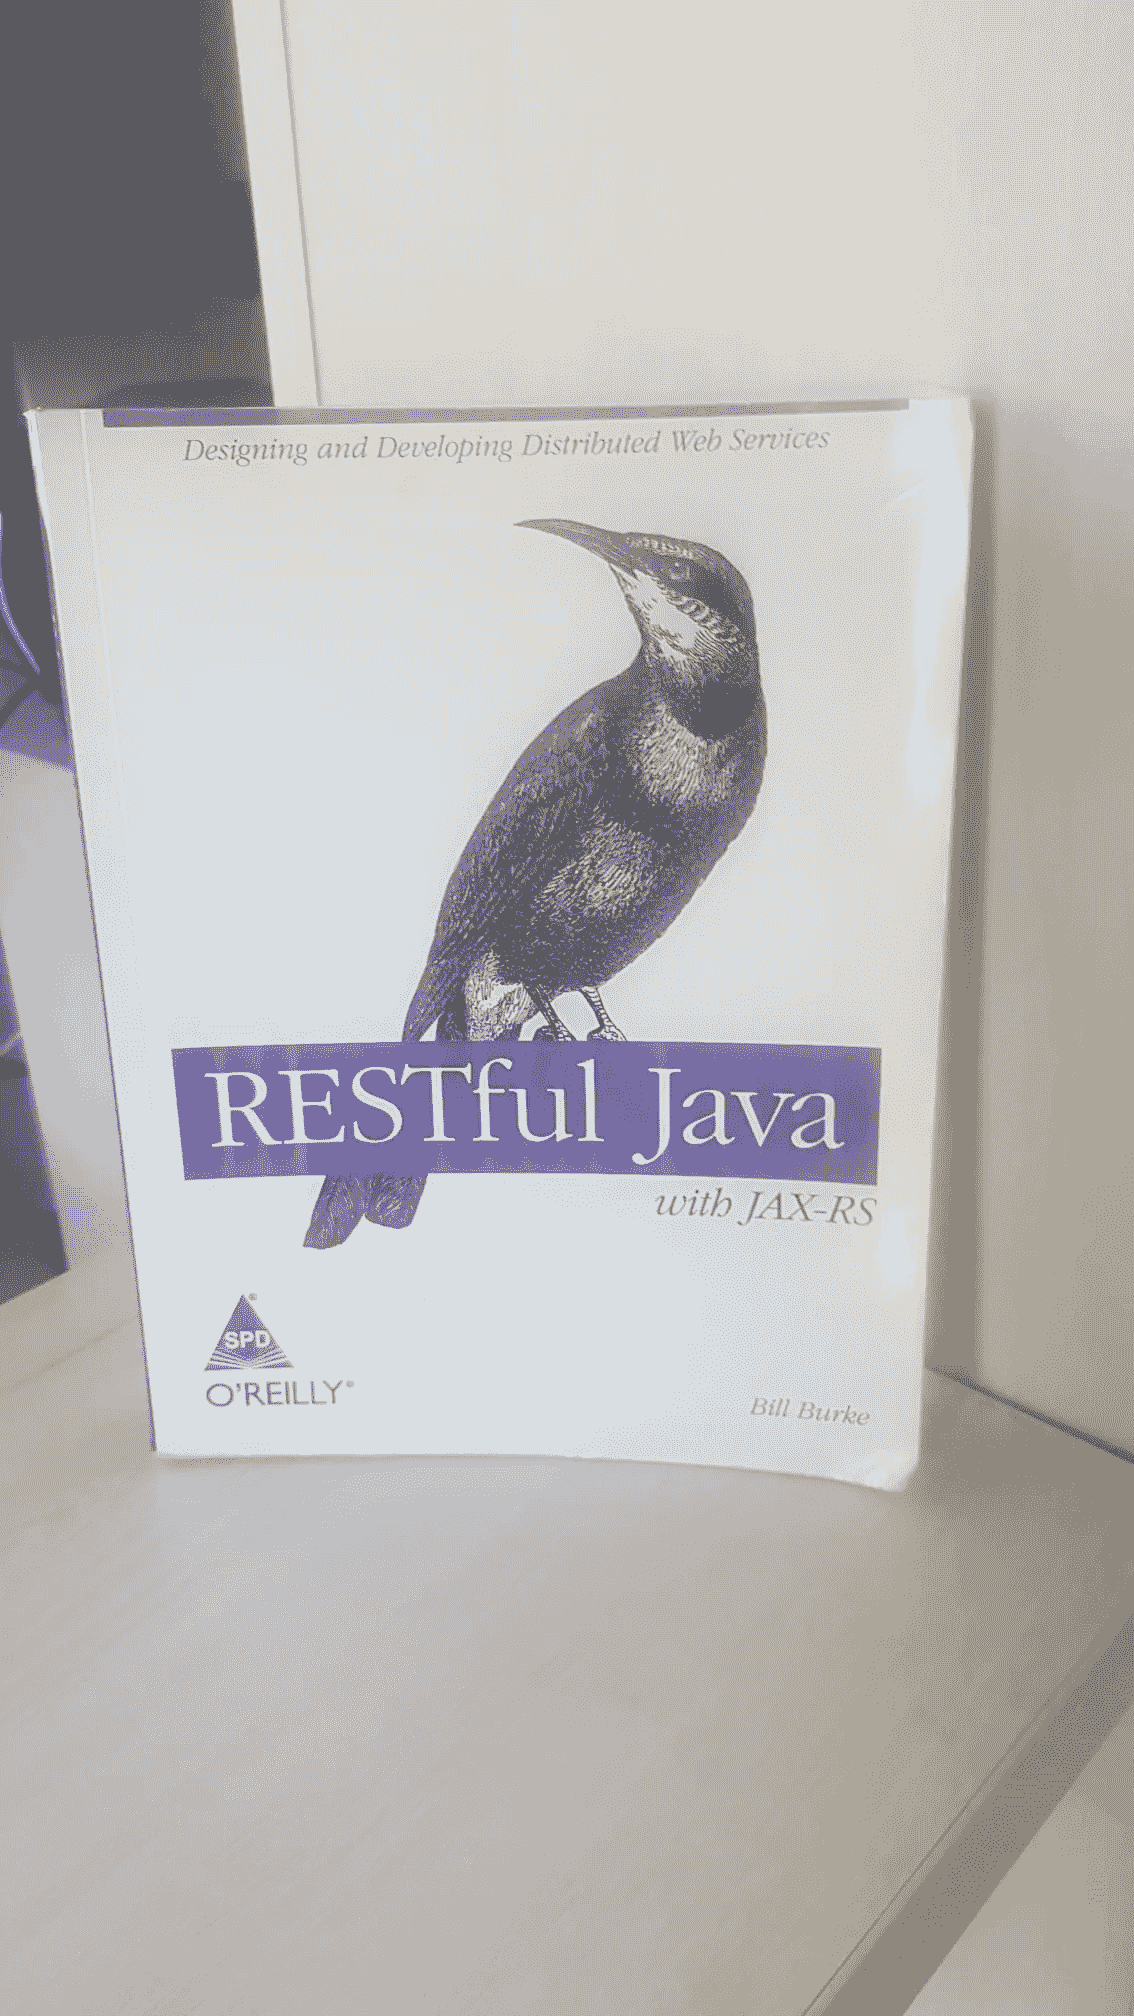 Designing and Developing Distributed Web Services
RESTful Java
with JAX-RS
SPD
O'REILLY®
Bill Burke